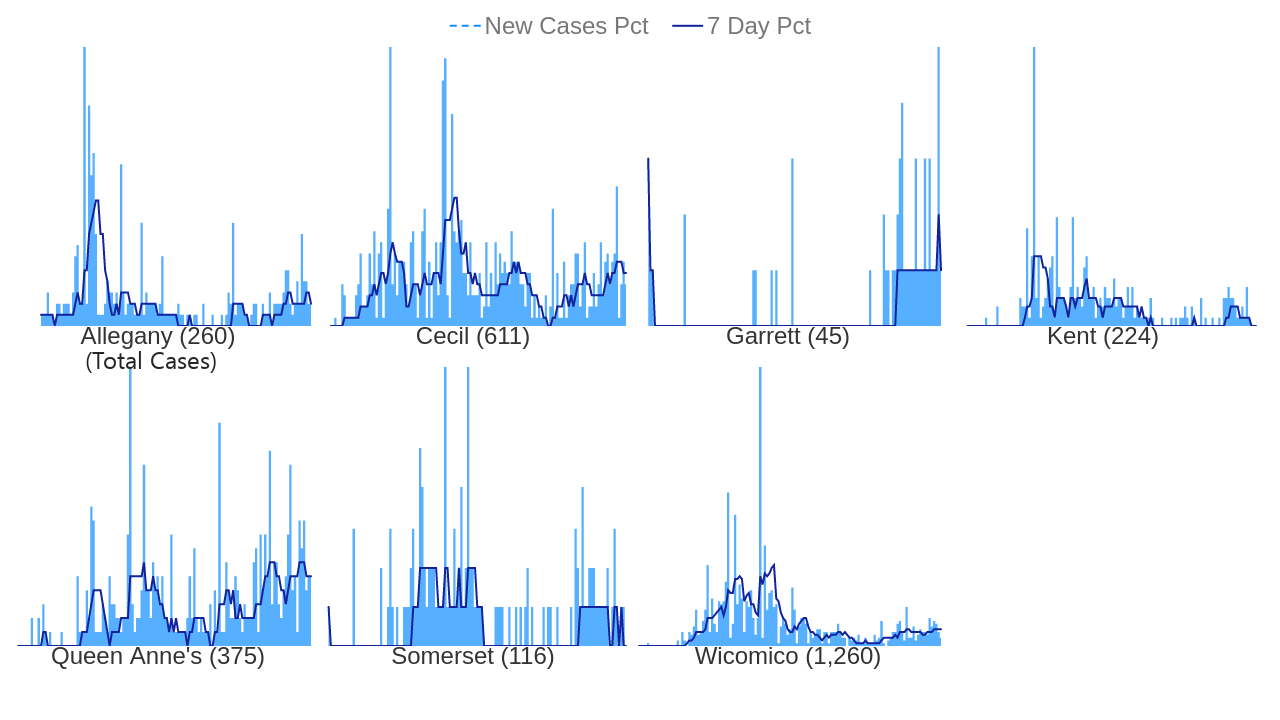 New Cases Pct 7 Day Pct
Allegany (260) Cecil (611) Garrett (45) Kent (224)
(Total Cases)
Queen Anne's (375) Somerset (116) Wicomico (1,260)